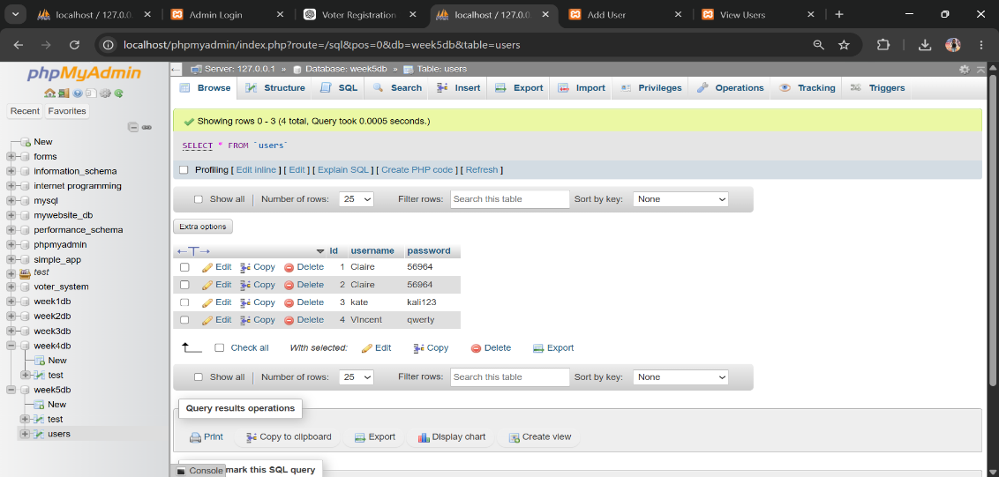 localhost / 127.0.0.
Admin Login
Voter Registration
localhost / 127.0.0.
Add User
View Users
localhost/phpmyadmin/index.php?route=/sql&pos=0&db=week5db&table=users
phpMyAdmin
Recent Favorites
New
forms
information_schema
internet programming
mysql
mywebsite_db
performance_schema
phpmyadmin
simple_app
test
voter_system
week1db
week2db
week3db
week4db
New
test
week5db
New
test
users
Server: 127.0.0.1 » Database: week5db » Table: users
Browse Structure SQL Search Insert Export Import Privileges Operations Tracking Triggers
Showing rows 0 - 3 (4 total, Query took 0.0005 seconds.)
SELECT * FROM `users`
Profiling [ Edit inline ] [ Edit ] [ Explain SQL ] [ Create PHP code ] [ Refresh ]
Show all | Number of rows: 25 Filter rows: Search this table Sort by key: None
Extra options
←T→ id username password
Edit Copy Delete 1 Claire 56964
Edit Copy Delete 2 Claire 56964
Edit Copy Delete 3 kate kali123
Edit Copy Delete 4 VIncent qwerty
Check all With selected: Edit Copy Delete Export
Show all | Number of rows: 25 Filter rows: Search this table Sort by key: None
Query results operations
Print Copy to clipboard Export Display chart Create view
Console mark this SQL query